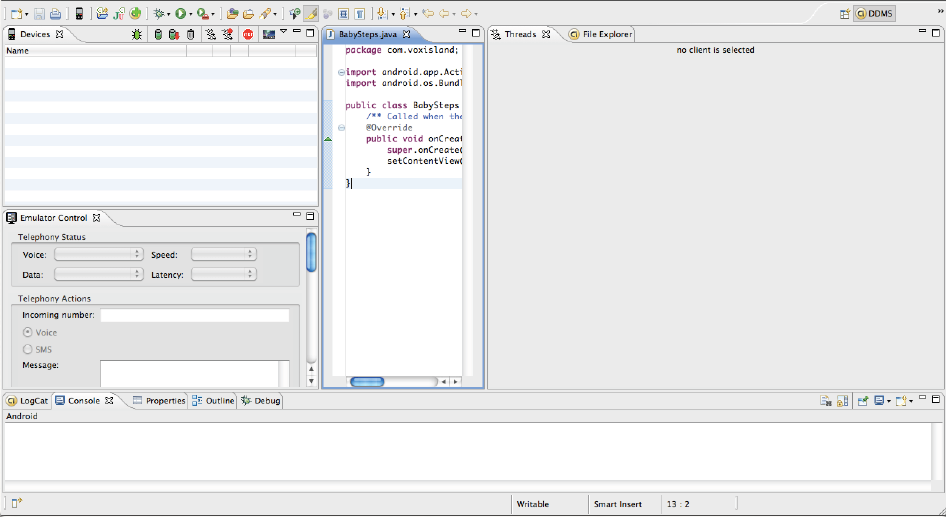 DDMS
Devices
Name
BabySteps.java
package com.voxisland;
import android.app.Acti
import android.os.Bundl
public class BabySteps
/** Called when the
@Override
public void onCreat
super.onCreate(
setContentView(
}
}
Threads
File Explorer
no client is selected
Emulator Control
Telephony Status
Voice:
Speed:
Data:
Latency:
Telephony Actions
Incoming number:
Voice
SMS
Message:
LogCat
Console
Properties
Outline
Debug
Android
Writable
Smart Insert
13 : 2